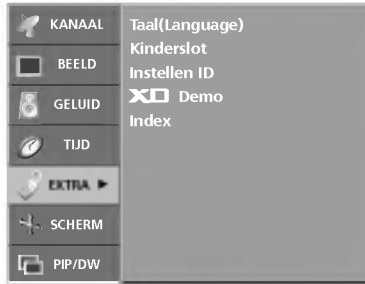 KANAAL
BEELD
GELUID
TIJD
EXTRA ►
SCHERM
PIP/DW
Taal(Language)
Kinderslot
Instellen ID
XD Demo
Index